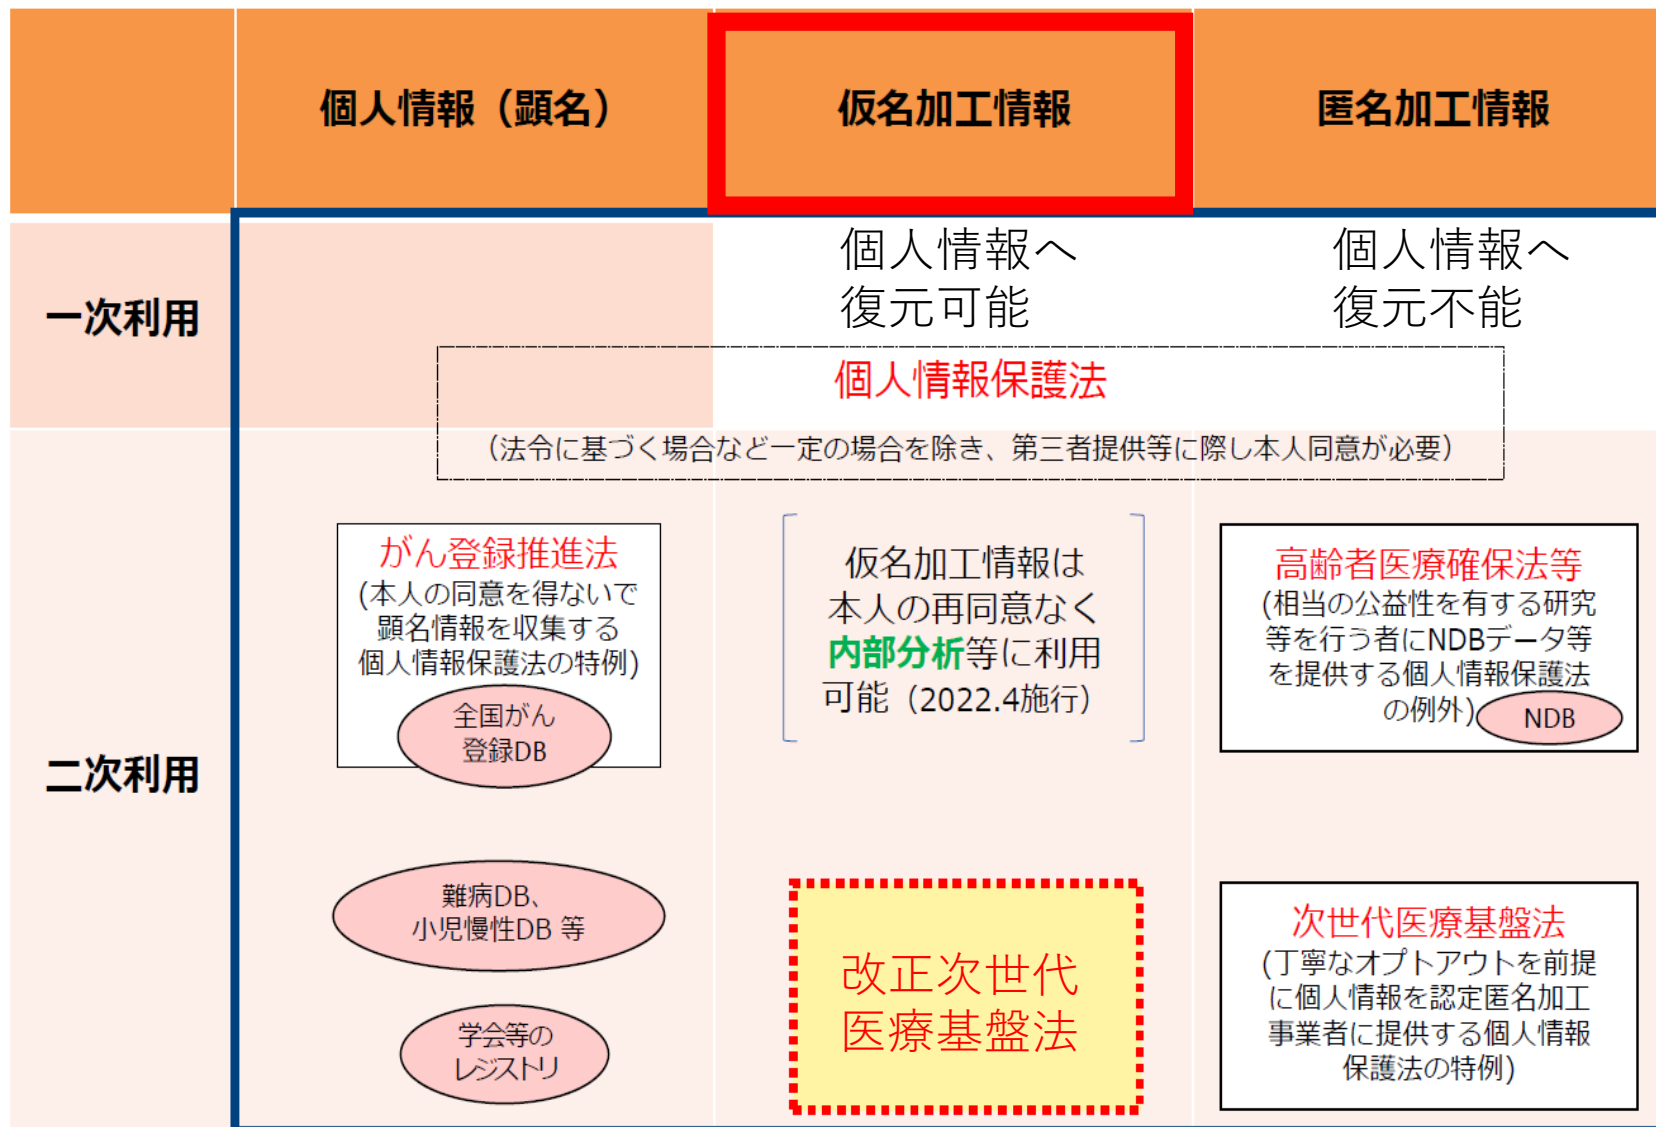 個人情報（顕名）
仮名加工情報
匿名加工情報
一次利用
個人情報へ
復元可能
個人情報へ
復元不能
個人情報保護法
（法令に基づく場合など一定の場合を除き、第三者提供等に際し本人同意が必要）
二次利用
がん登録推進法
(本人の同意を得ないで
顕名情報を収集する
個人情報保護法の特例)
全国がん
登録DB
難病DB、
小児慢性DB 等
学会等の
レジストリ
仮名加工情報は
本人の再同意なく
内部分析等に利用
可能（2022.4施行）
改正次世代
医療基盤法
高齢者医療確保法等
(相当の公益性を有する研究
等を行う者にNDBデータ等
を提供する個人情報保護法
の例外)
NDB
次世代医療基盤法
(丁寧なオプトアウトを前提
に個人情報を認定匿名加工
事業者に提供する個人情報
保護法の特例)